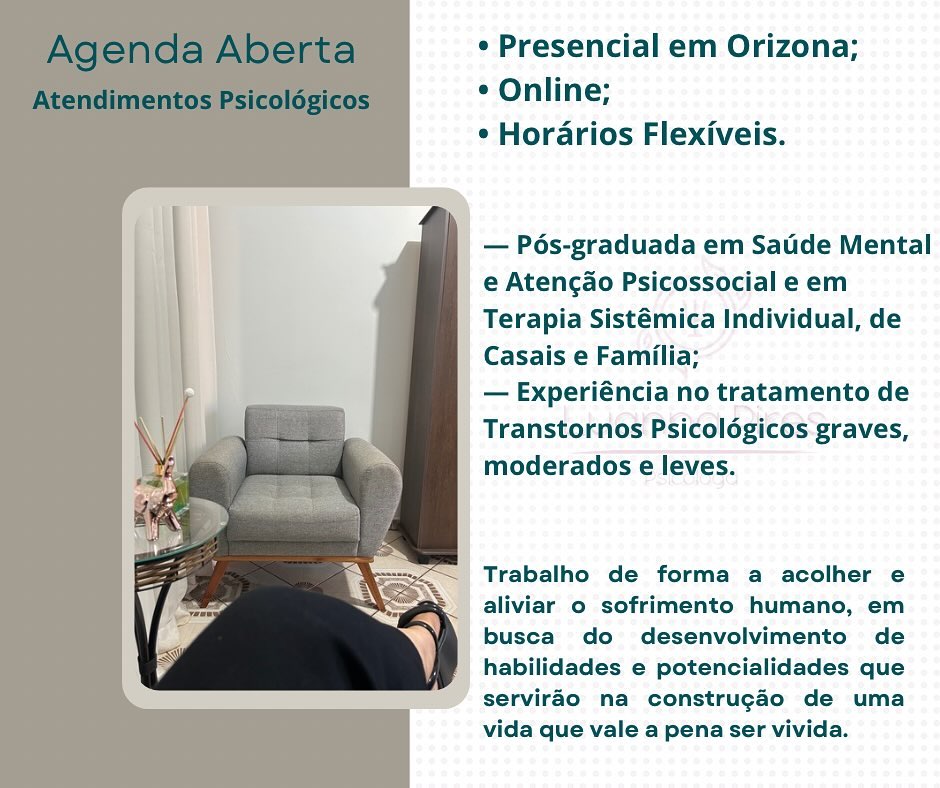 Agenda Aberta
Atendimentos Psicológicos
• Presencial em Orizona;
• Online;
• Horários Flexíveis.
— Pós-graduada em Saúde Mental
e Atenção Psicossocial e em
Terapia Sistêmica Individual, de
Casais e Família;
— Experiência no tratamento de
Transtornos Psicológicos graves,
moderados e leves.
Luanna Pires
Psicóloga
Trabalho de forma a acolher e
aliviar o sofrimento humano, em
busca do desenvolvimento de
habilidades e potencialidades que
servirão na construção de uma
vida que vale a pena ser vivida.